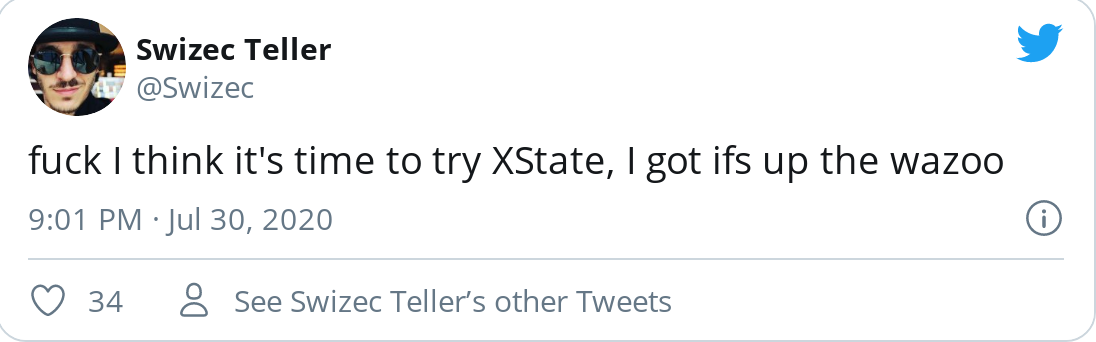 Swizec Teller
@Swizec
fuck I think it's time to try XState, I got ifs up the wazoo
9:01 PM · Jul 30, 2020
34 See Swizec Teller’s other Tweets